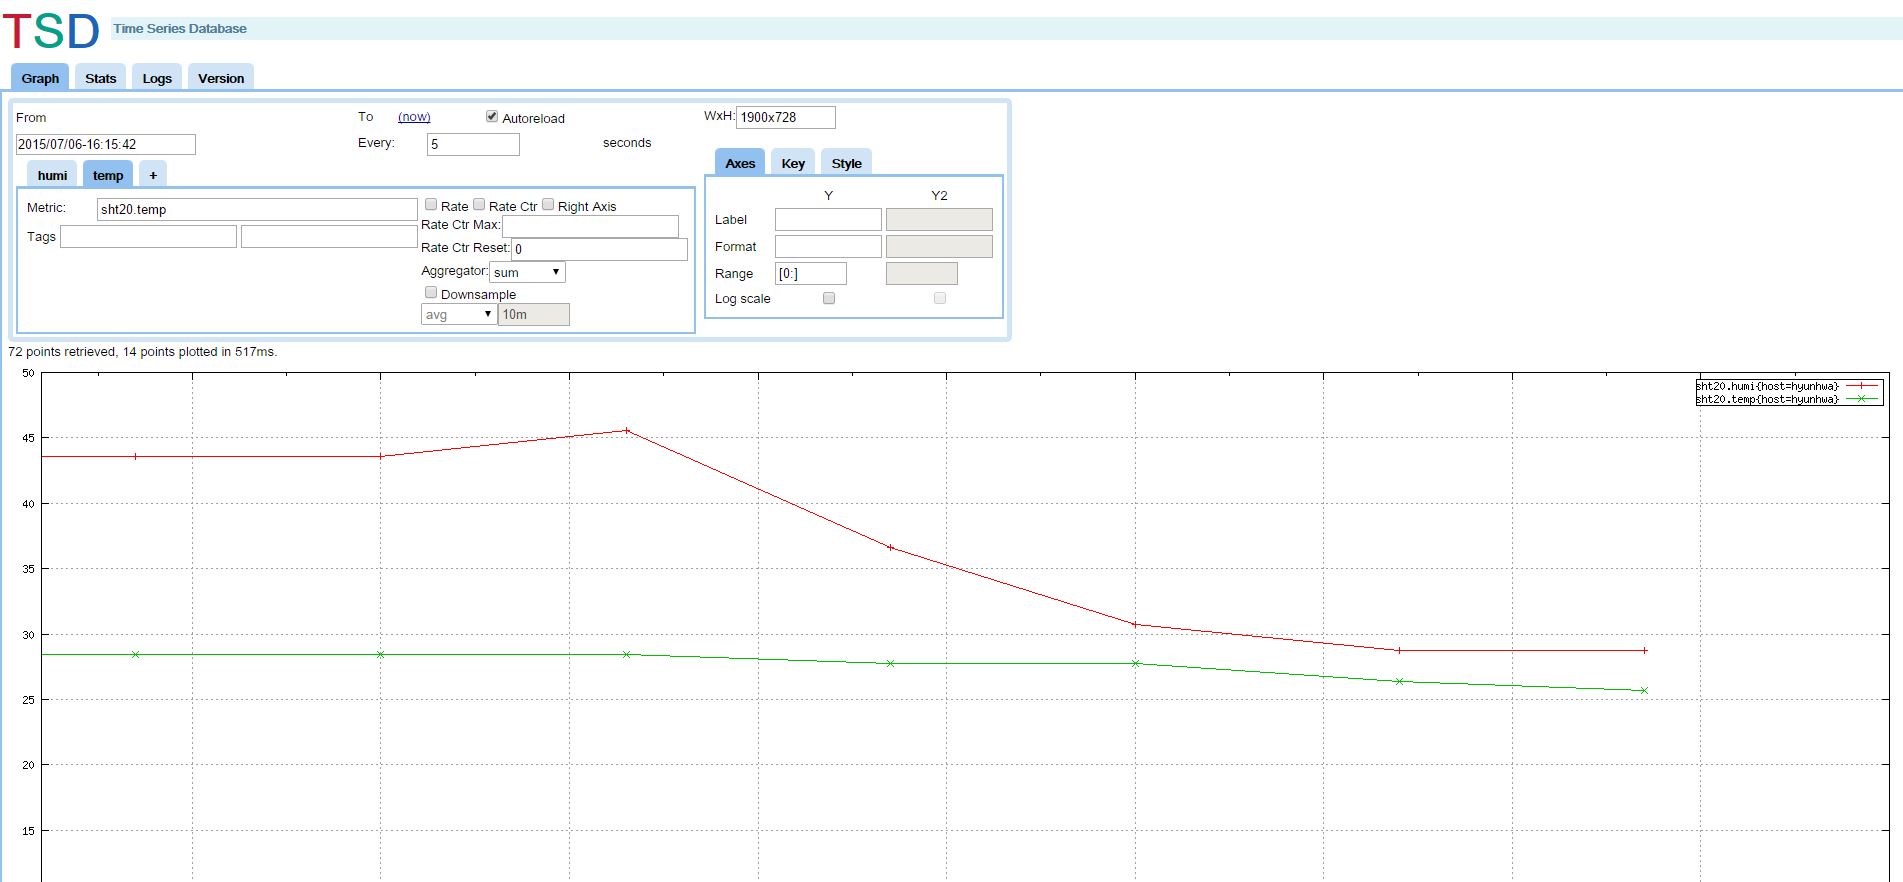 TSD Time Series Database
Graph Stats Logs Version
From To (now) Autoreload WxH: 1900x728
2015/07/06-16:15:42 Every: 5 seconds
humi temp + Axes Key Style
Metric: sht20.temp Rate Rate Ctr Right Axis
Tags Rate Ctr Max:
Rate Ctr Reset: 0
Aggregator: sum
Downsample
avg 10m
Y Y2
Label
Format
Range [0:]
Log scale
72 points retrieved, 14 points plotted in 517ms.
sht20.humi{host=hyunhwa}
sht20.temp{host=hyunhwa}
50
45
40
35
30
25
20
15